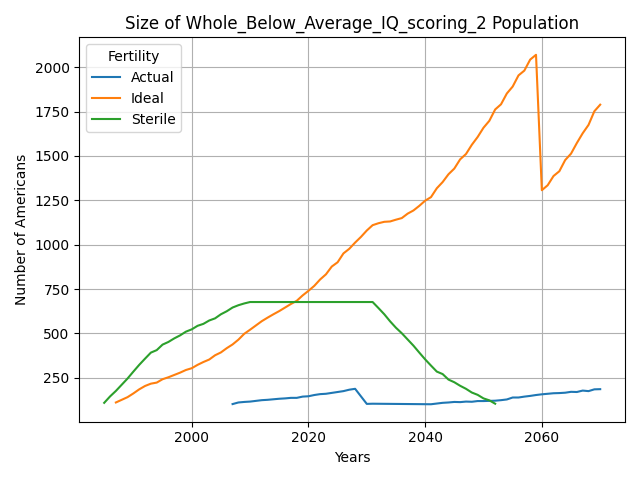 Size of Whole_Below_Average_IQ_scoring_2 Population
Fertility
Actual
Ideal
Sterile
Number of Americans
2000
1750
1500
1250
1000
750
500
250
2000
2020
2040
2060
Years